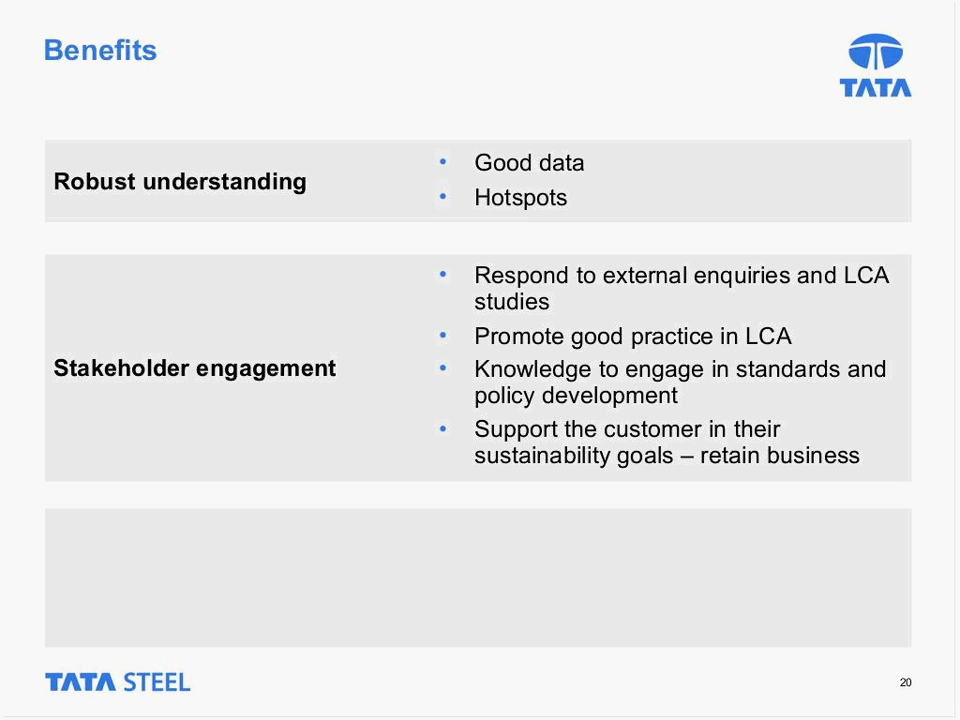 Benefits
TATA
Robust understanding
• Good data
• Hotspots
Stakeholder engagement
• Respond to external enquiries and LCA
studies
• Promote good practice in LCA
• Knowledge to engage in standards and
policy development
• Support the customer in their
sustainability goals – retain business
TATA STEEL
20